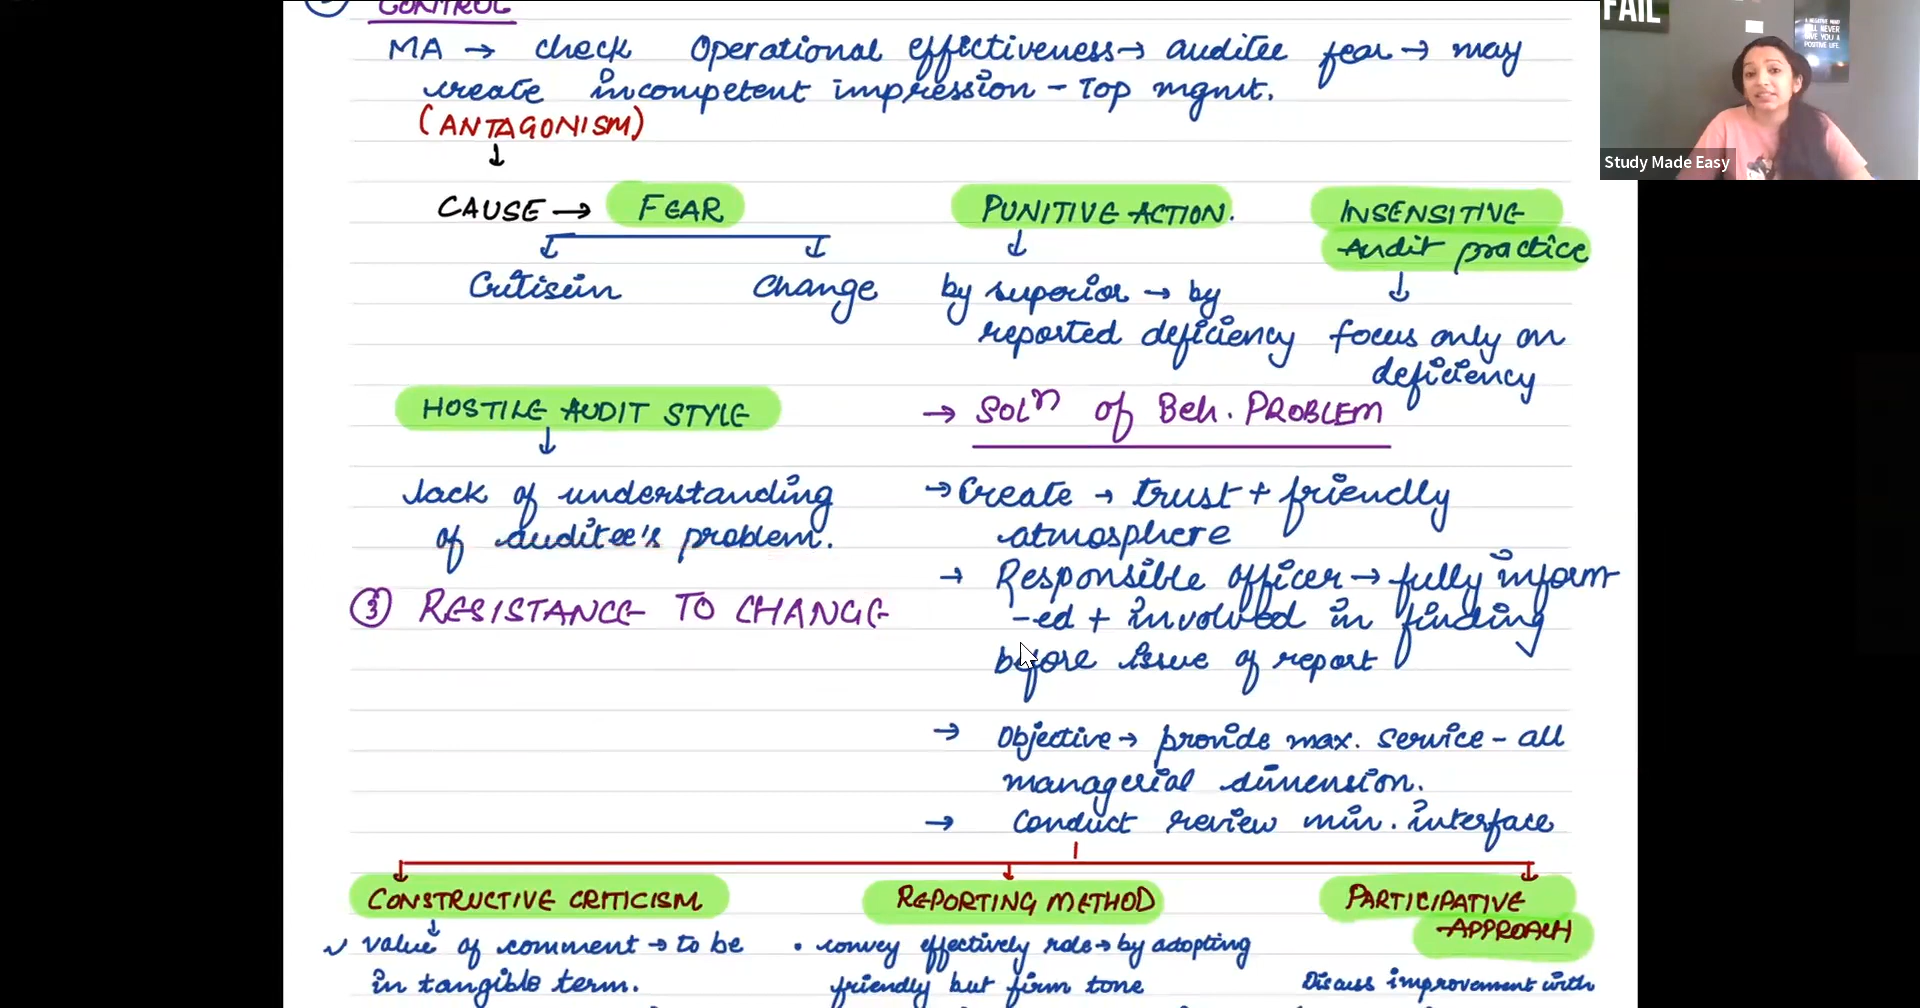 CONTROL
MA → check Operational effectiveness → auditee fear → may
create incompetent impression - Top mgmt.
(ANTAGONISM)
↓
CAUSE → FEAR
Critisim Change
PUNITIVE ACTION.
↓
by superior → by
reported deficiency
INSENSITIVE
Audit practice
↓
focus only on
deficiency
HOSTILE AUDIT STYLE
↓
lack of understanding
of auditee's problem.
③ RESISTANCE TO CHANGE
→ Solⁿ of Beh. PROBLEM
→ Create → trust + friendly
atmosphere
→ Responsible officer → fully inform
-ed + involved in finding
before issue of report
→ Objective → provide max. service - all
managerial dimension.
→ Conduct review min. interface
CONSTRUCTIVE CRITICISM
value of comment → to be
in tangible term.
REPORTING METHOD
• convey effectively role → by adopting
friendly but firm tone
PARTICIPATIVE
APPROACH
Discuss improvement with
FAIL
Study Made Easy